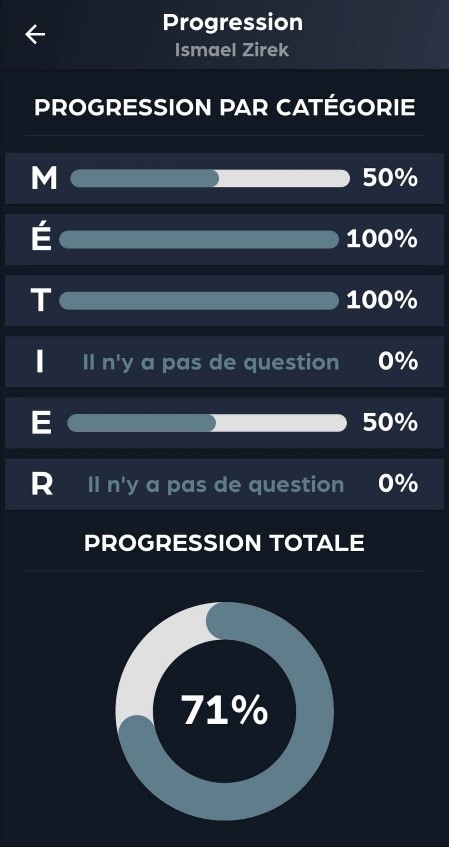 Progression
Ismael Zirek
PROGRESSION PAR CATÉGORIE
M 50%
É 100%
T 100%
I Il n'y a pas de question 0%
E 50%
R Il n'y a pas de question 0%
PROGRESSION TOTALE
71%